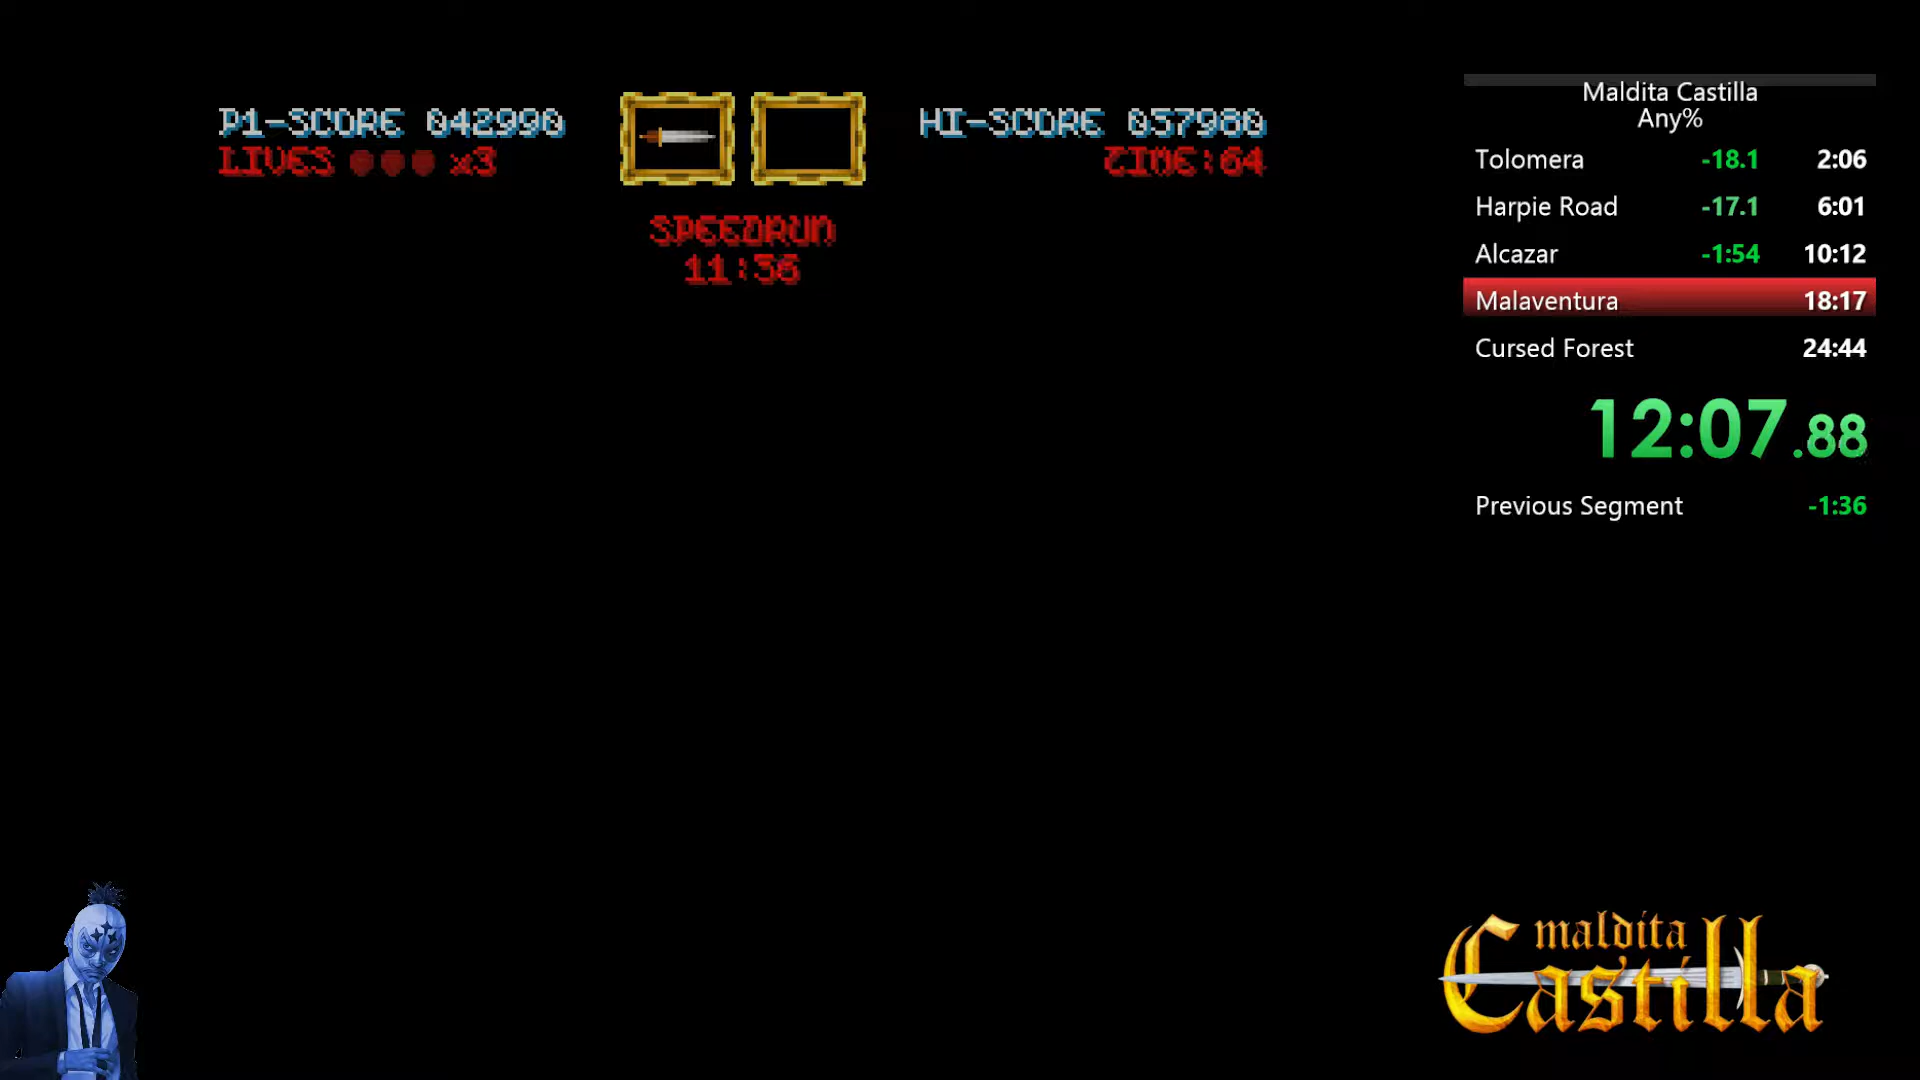 P1-SCORE 042990
LIVES x3
HI-SCORE 057980
TIME:64
SPEEDRUN
11:36
Maldita Castilla
Any%
Tolomera -18.1 2:06
Harpie Road -17.1 6:01
Alcazar -1:54 10:12
Malaventura 18:17
Cursed Forest 24:44
12:07.88
Previous Segment -1:36
maldita
Castilla